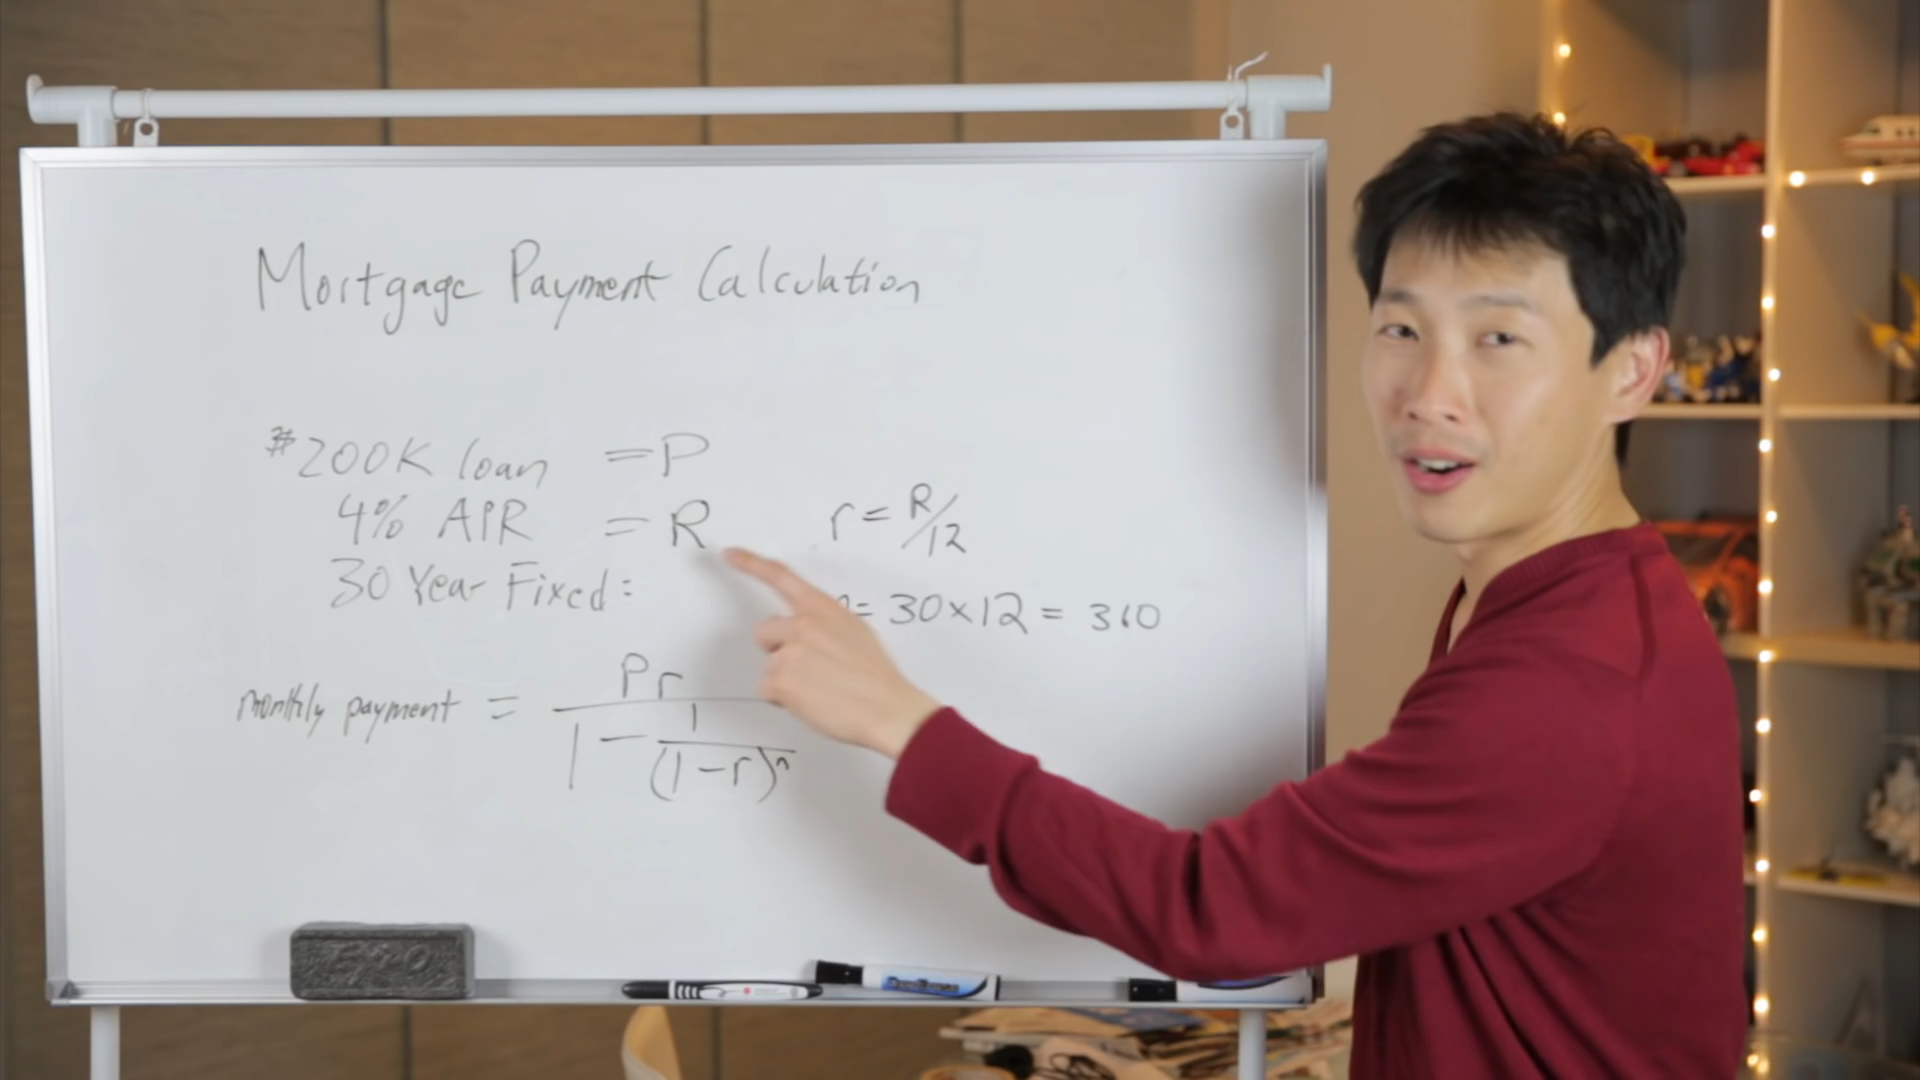 Mortgage Payment Calculation
$200K loan = P
4% APR = R r = R/12
30 Year Fixed: n = 30 x 12 = 360
monthly payment = Pr
1 - 1
(1-r)^n
EXPO